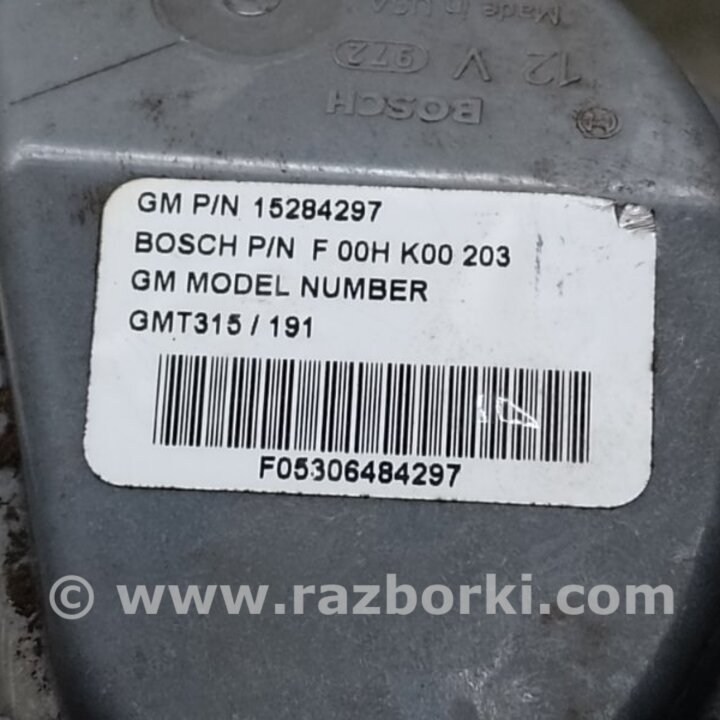 Made in USA
12 V 972
BOSCH
GM P/N 15284297
BOSCH P/N F 00H K00 203
GM MODEL NUMBER
GMT315 / 191
F05306484297
© www.razborki.com